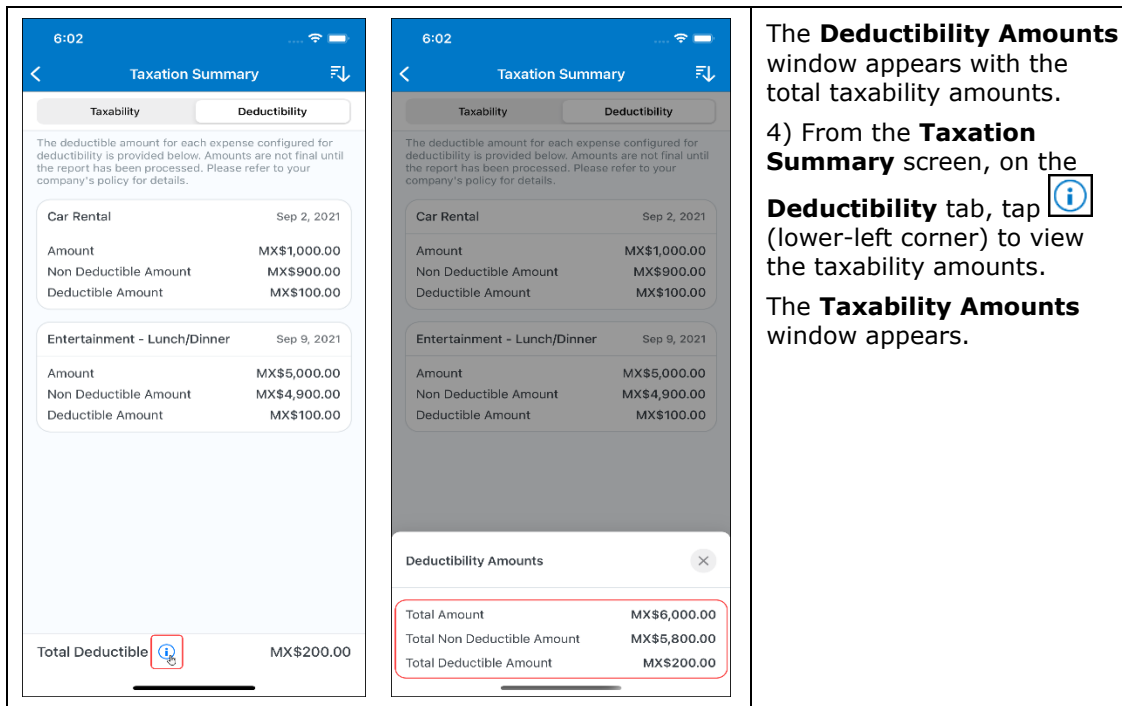 6:02
Taxation Summary
Taxability
Deductibility
The deductible amount for each expense configured for
deductibility is provided below. Amounts are not final until
the report has been processed. Please refer to your
company's policy for details.
Car Rental Sep 2, 2021
Amount MX$1,000.00
Non Deductible Amount MX$900.00
Deductible Amount MX$100.00
Entertainment - Lunch/Dinner Sep 9, 2021
Amount MX$5,000.00
Non Deductible Amount MX$4,900.00
Deductible Amount MX$100.00
Total Deductible MX$200.00
6:02
Taxation Summary
Taxability
Deductibility
The deductible amount for each expense configured for
deductibility is provided below. Amounts are not final until
the report has been processed. Please refer to your
company's policy for details.
Car Rental Sep 2, 2021
Amount MX$1,000.00
Non Deductible Amount MX$900.00
Deductible Amount MX$100.00
Entertainment - Lunch/Dinner Sep 9, 2021
Amount MX$5,000.00
Non Deductible Amount MX$4,900.00
Deductible Amount MX$100.00
Deductibility Amounts
Total Amount MX$6,000.00
Total Non Deductible Amount MX$5,800.00
Total Deductible Amount MX$200.00
The Deductibility Amounts
window appears with the
total taxability amounts.
4) From the Taxation
Summary screen, on the
Deductibility tab, tap
(lower-left corner) to view
the taxability amounts.
The Taxability Amounts
window appears.